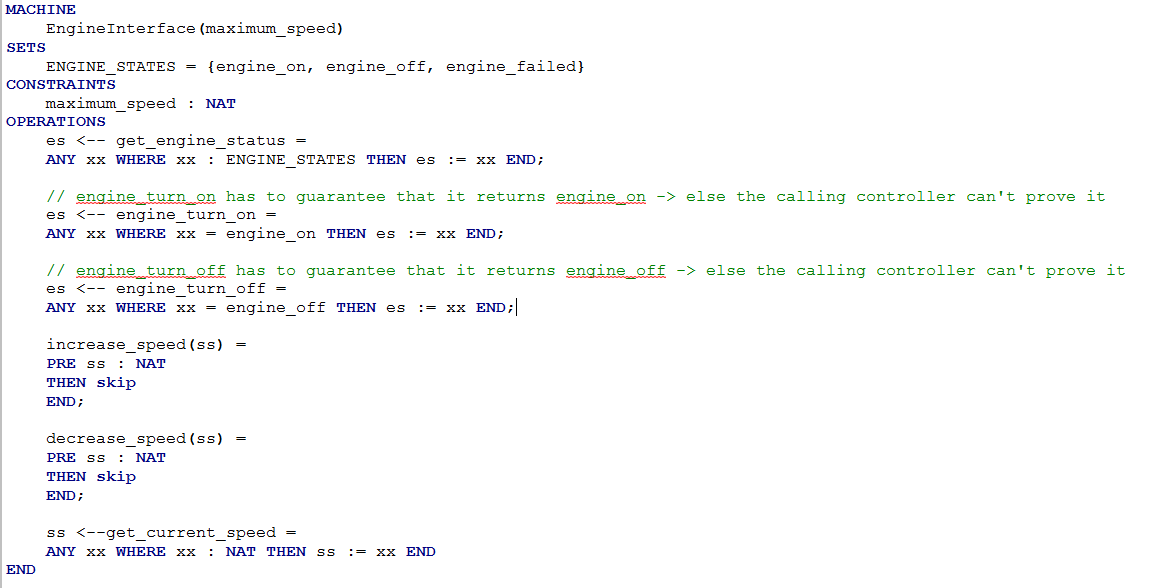 MACHINE
EngineInterface(maximum_speed)
SETS
ENGINE_STATES = {engine_on, engine_off, engine_failed}
CONSTRAINTS
maximum_speed : NAT
OPERATIONS
es <-- get_engine_status =
ANY xx WHERE xx : ENGINE_STATES THEN es := xx END;
// engine_turn_on has to guarantee that it returns engine_on -> else the calling controller can't prove it
es <-- engine_turn_on =
ANY xx WHERE xx = engine_on THEN es := xx END;
// engine_turn_off has to guarantee that it returns engine_off -> else the calling controller can't prove it
es <-- engine_turn_off =
ANY xx WHERE xx = engine_off THEN es := xx END;
increase_speed(ss) =
PRE ss : NAT
THEN skip
END;
decrease_speed(ss) =
PRE ss : NAT
THEN skip
END;
ss <--get_current_speed =
ANY xx WHERE xx : NAT THEN ss := xx END
END